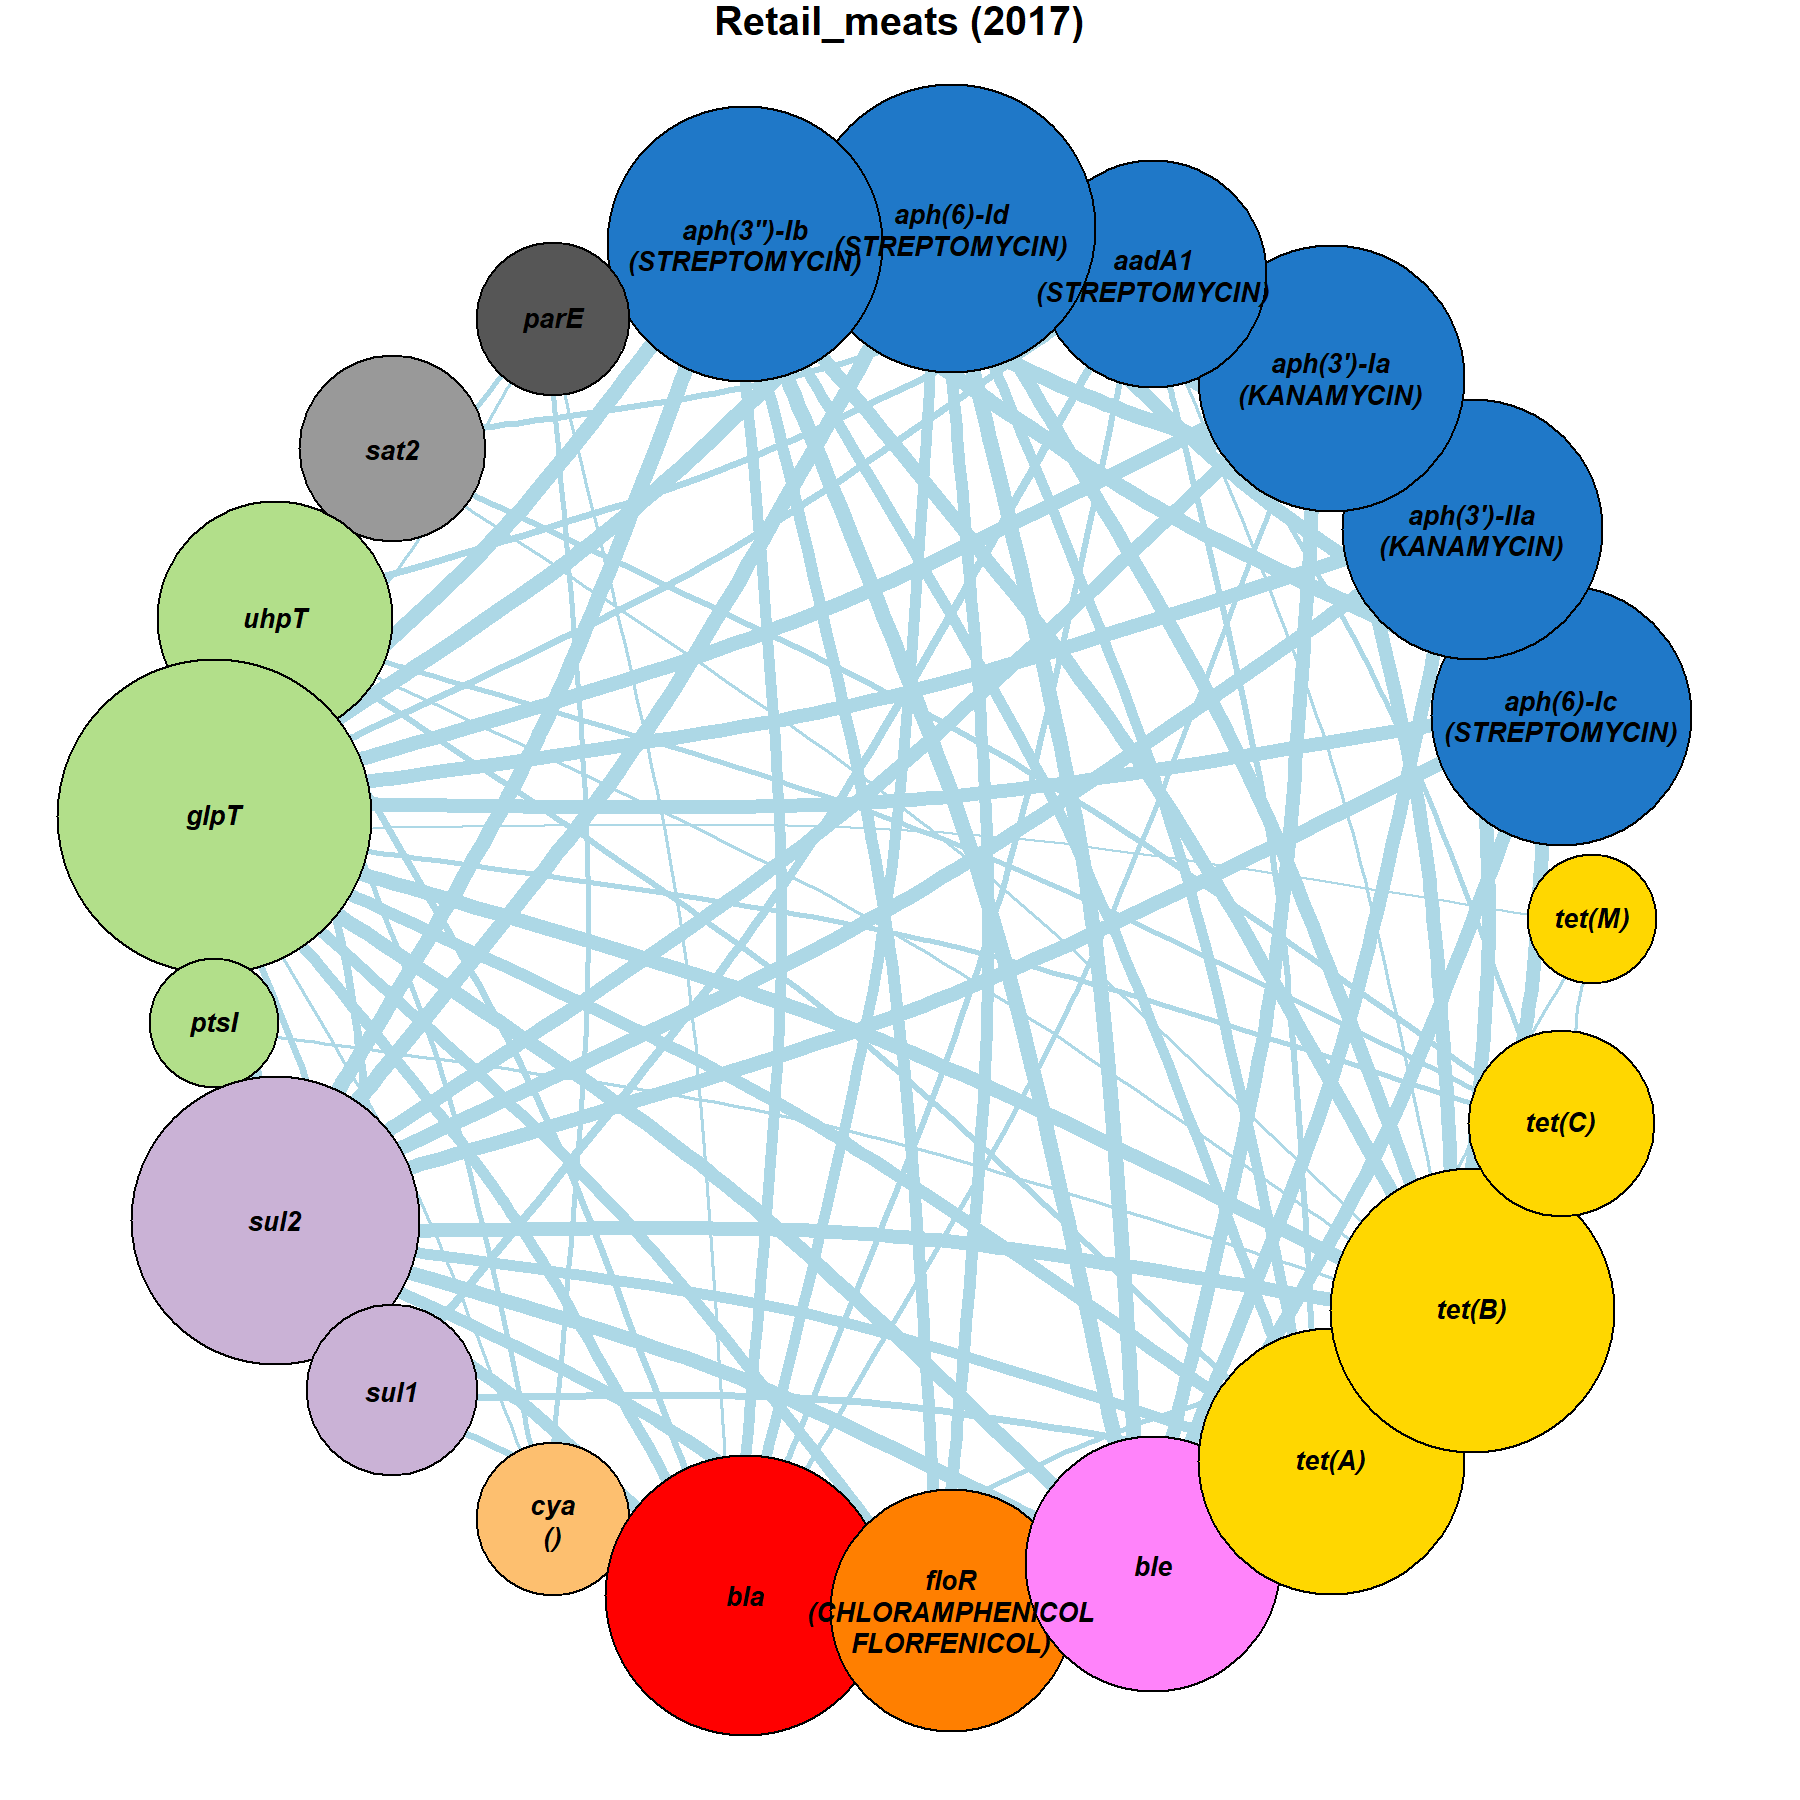 Retail_meats (2017)
aph(3")-Ib
(STREPTOMYCIN)
aph(6)-Id
(STREPTOMYCIN)
aadA1
(STREPTOMYCIN)
aph(3')-Ia
(KANAMYCIN)
aph(3')-IIa
(KANAMYCIN)
aph(6)-Ic
(STREPTOMYCIN)
tet(M)
tet(C)
tet(B)
tet(A)
ble
floR
(CHLORAMPHENICOL
FLORFENICOL)
bla
cya
()
sul1
sul2
ptsI
glpT
uhpT
sat2
parE